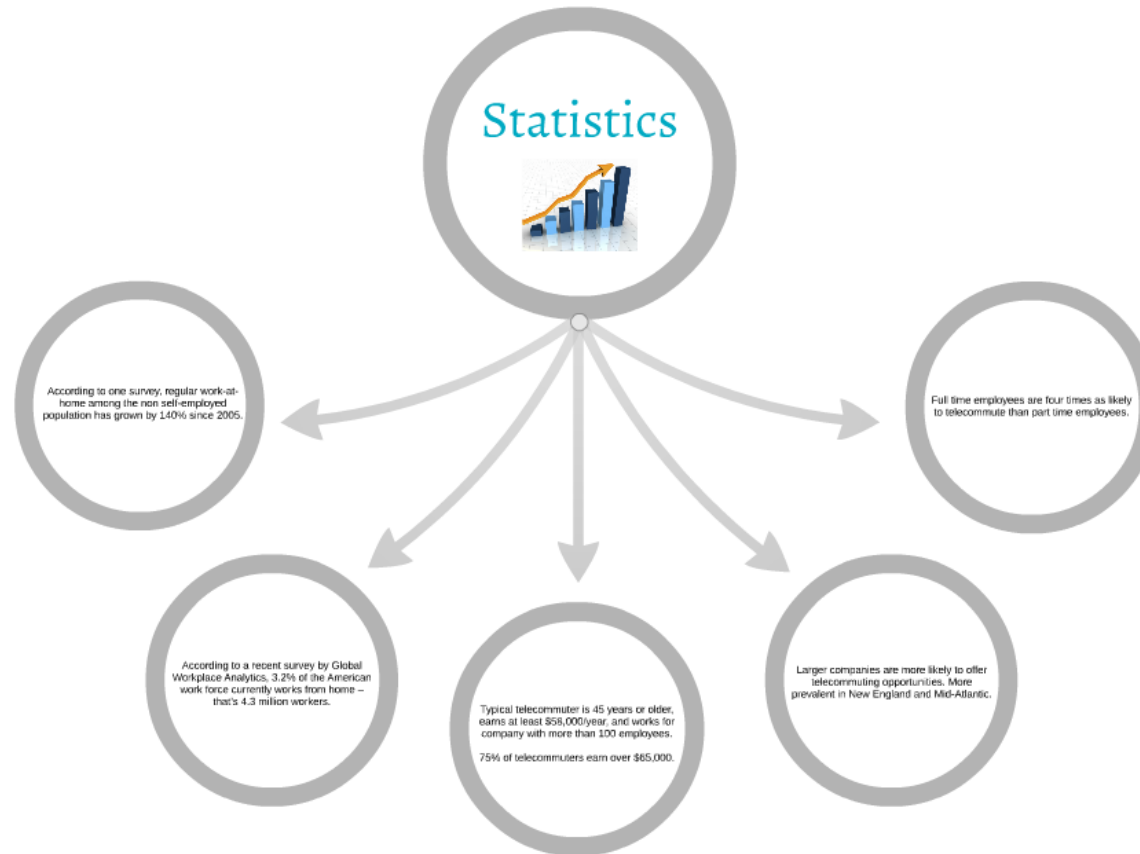 Statistics
According to one survey, regular work-at-
home among the non self-employed
population has grown by 140% since 2005.
According to a recent survey by Global
Workplace Analytics, 3.2% of the American
work force currently works from home –
that's 4.3 million workers.
Typical telecommuter is 45 years or older,
earns at least $58,000/year, and works for
company with more than 100 employees.
75% of telecommuters earn over $65,000.
Larger companies are more likely to offer
telecommuting opportunities. More
prevalent in New England and Mid-Atlantic.
Full time employees are four times as likely
to telecommute than part time employees.